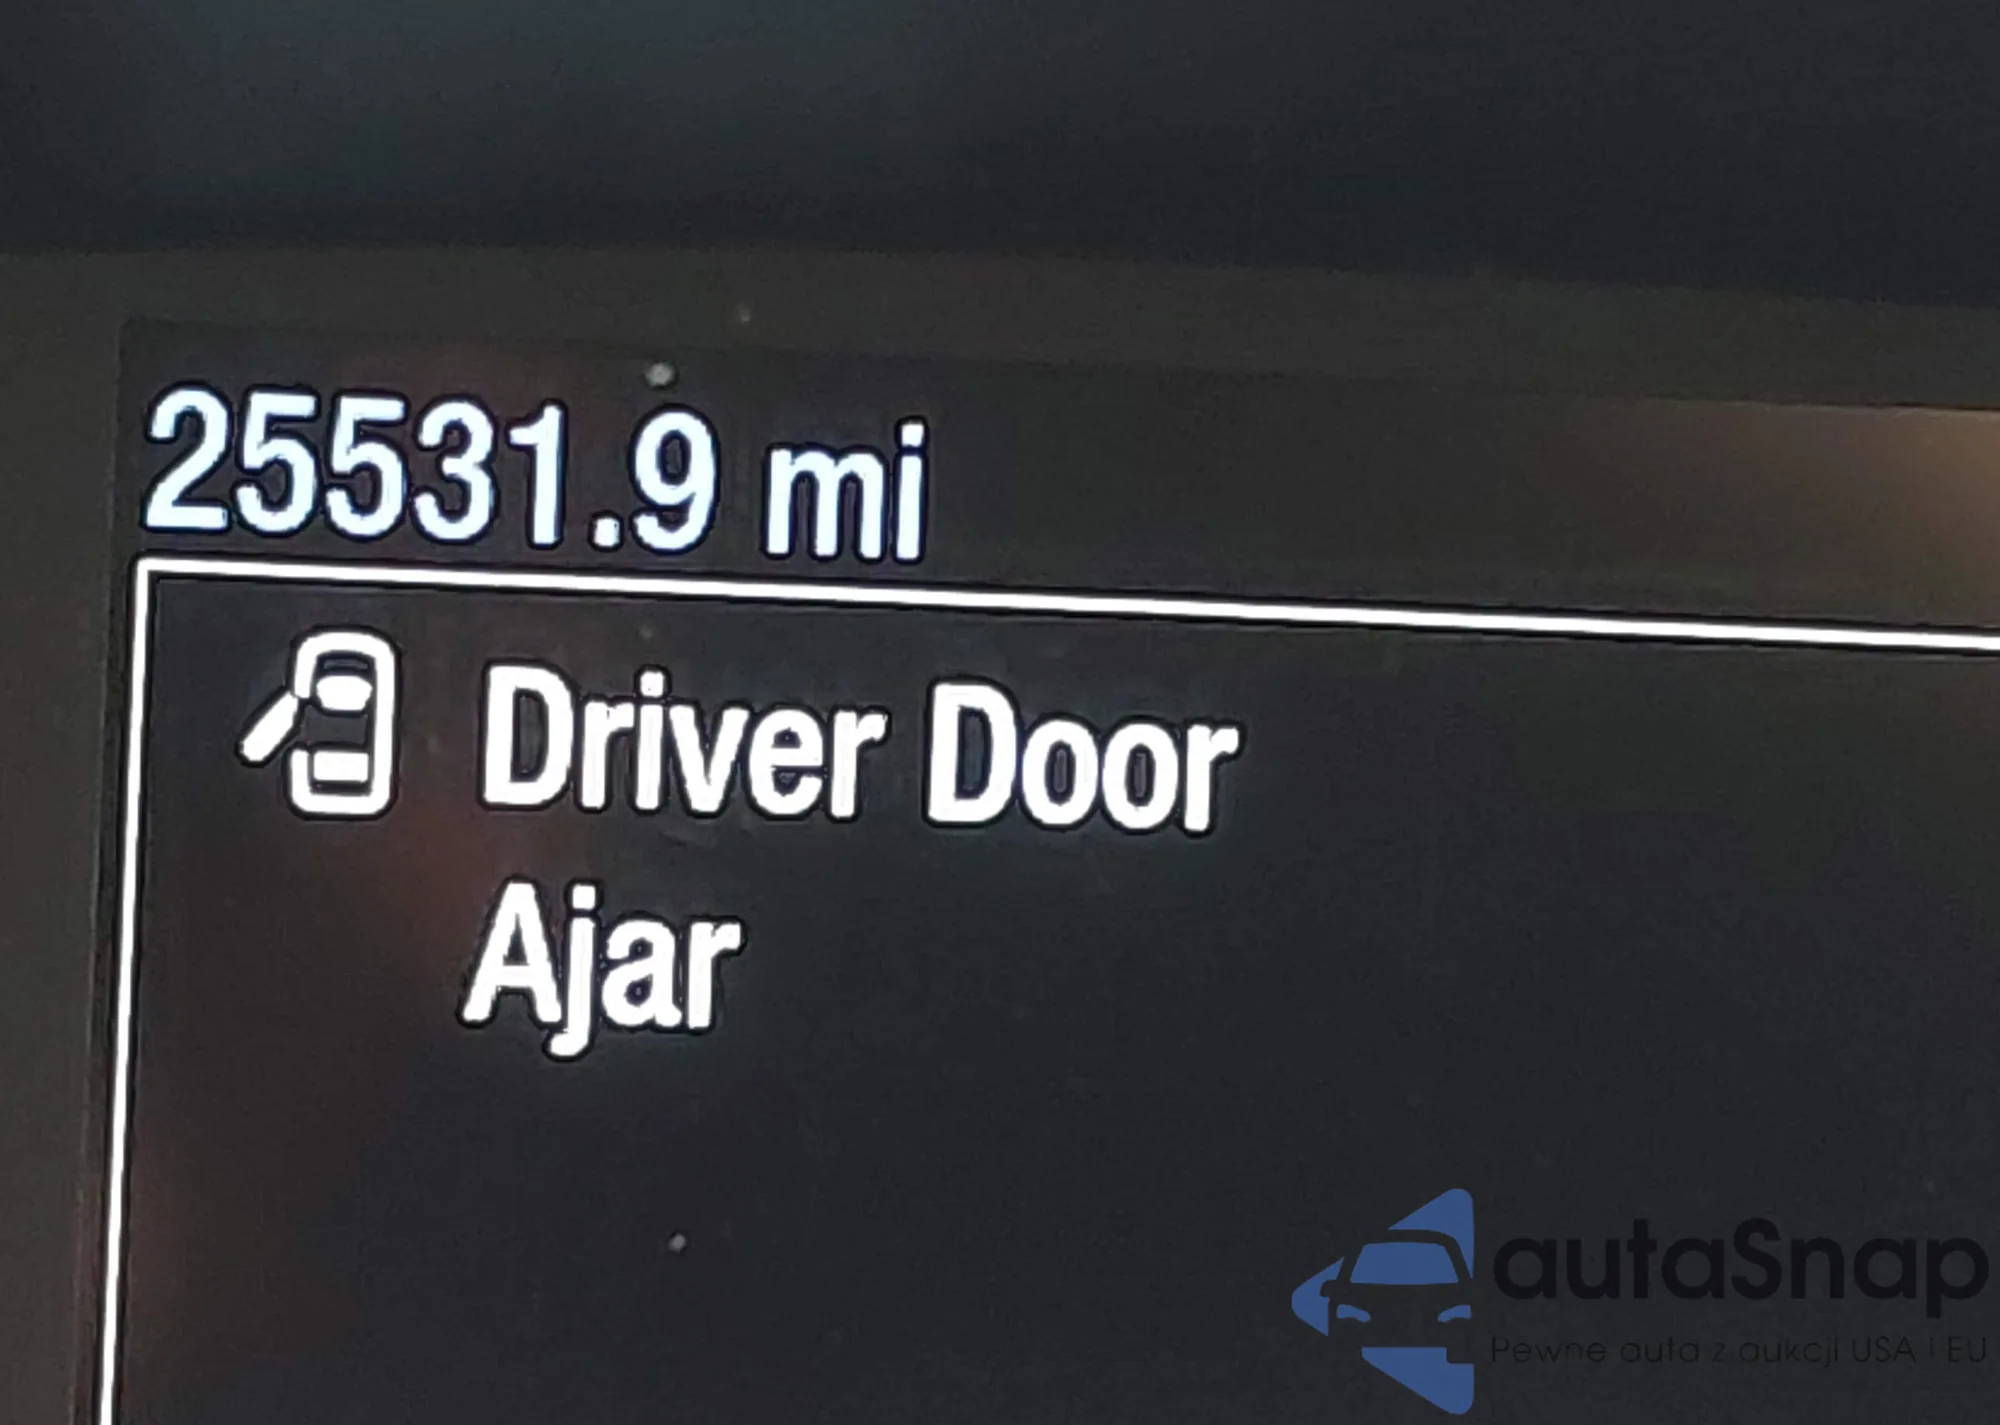 25531.9 mi
Driver Door
Ajar
autaSnap
Pewne auta z aukcji USA i EU